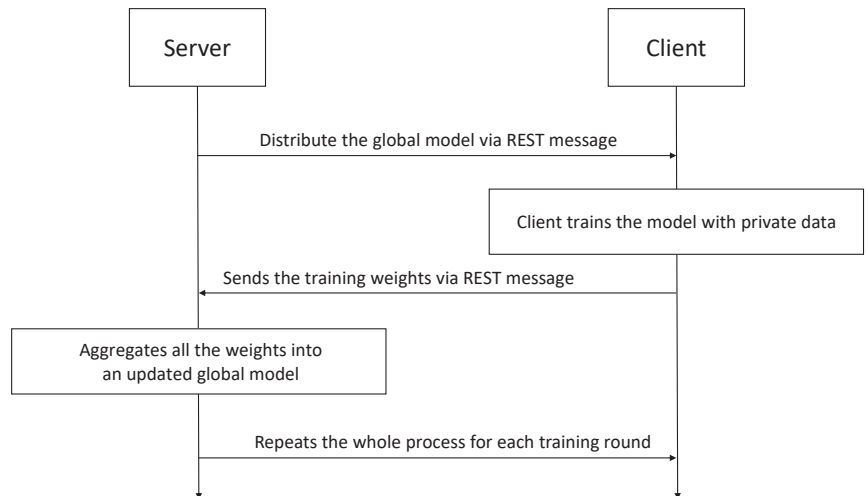 Server
Client
Distribute the global model via REST message
Client trains the model with private data
Sends the training weights via REST message
Aggregates all the weights into
an updated global model
Repeats the whole process for each training round